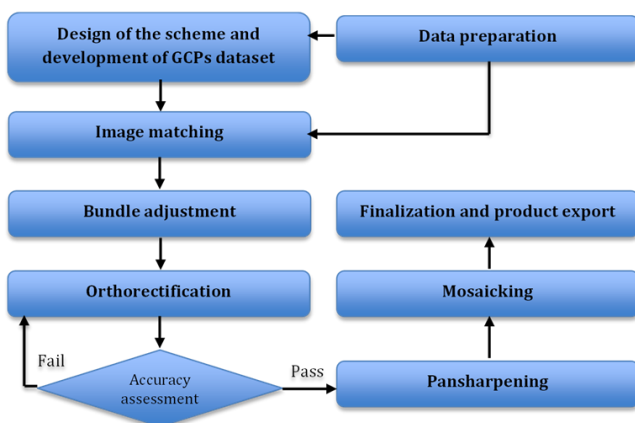 Design of the scheme and
development of GCPs dataset
Data preparation
Image matching
Bundle adjustment
Finalization and product export
Orthorectification
Mosaicking
Fail
Accuracy
assessment
Pass
Pansharpening